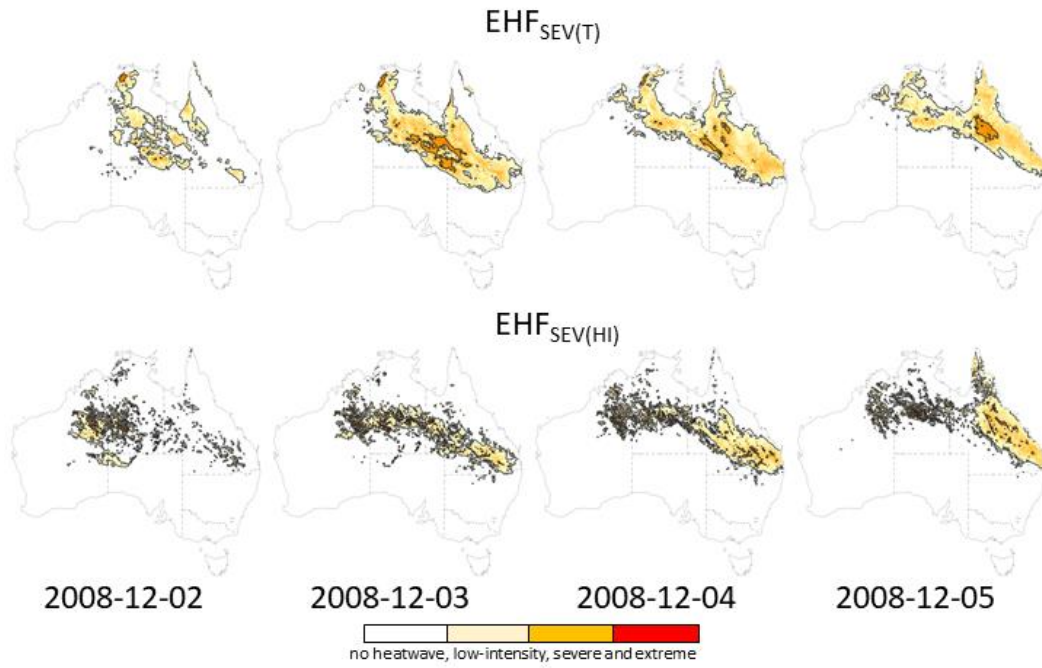 EHFSEV(T)
EHFSEV(HI)
2008-12-02 2008-12-03 2008-12-04 2008-12-05
no heatwave, low-intensity, severe and extreme